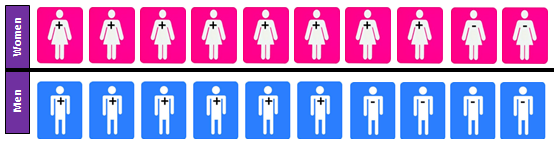 Women
+ + + + + + + + - -
Men
+ + + + + + - - - -